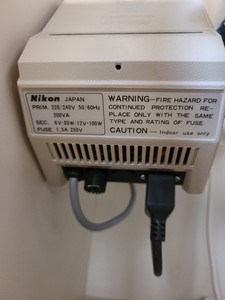 Nikon JAPAN
PRIM. 220/240V 50/60Hz
200VA
SEC. 6V-30W/12V-100W
FUSE 1.5A 250V
WARNING—FIRE HAZARD FOR
CONTINUED PROTECTION RE-
PLACE ONLY WITH THE SAME
TYPE AND RATING OF FUSE
CAUTION — Indoor use only